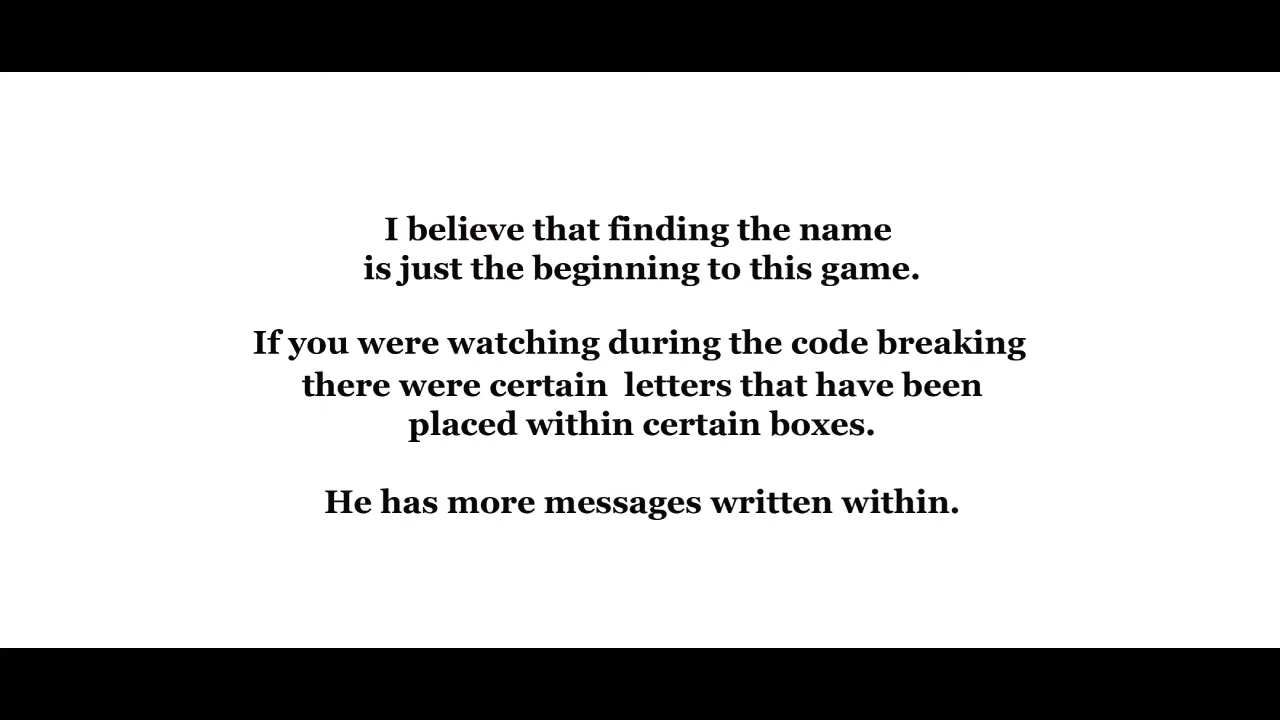 I believe that finding the name
is just the beginning to this game.
If you were watching during the code breaking
there were certain  letters that have been
placed within certain boxes.
He has more messages written within.